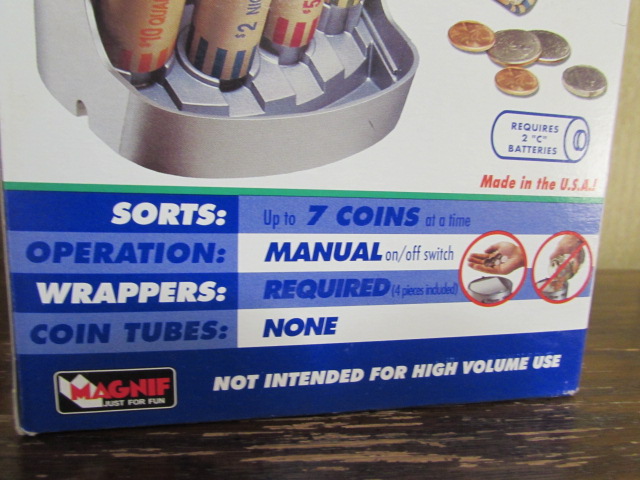 $10 QUAR
$2 NIC
$5
REQUIRES
2 "C"
BATTERIES
Made in the U.S.A.!
SORTS: Up to 7 COINS at a time
OPERATION: MANUAL on/off switch
WRAPPERS: REQUIRED (4 pieces included)
COIN TUBES: NONE
MAGNIF
JUST FOR FUN
NOT INTENDED FOR HIGH VOLUME USE